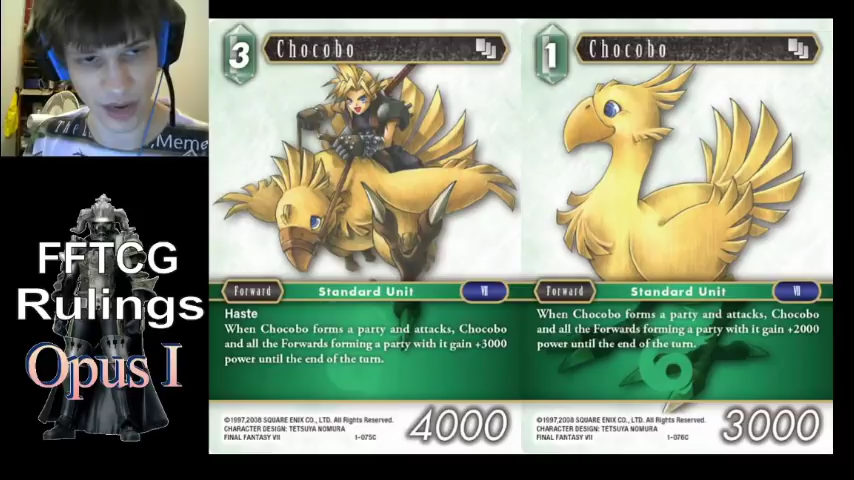 THE
Meme
FFTCG
Rulings
Opus I
3
Chocobo
Forward
Standard Unit
VII
Haste
When Chocobo forms a party and attacks, Chocobo
and all the Forwards forming a party with it gain +3000
power until the end of the turn.
©1997,2008 SQUARE ENIX CO., LTD. All Rights Reserved.
CHARACTER DESIGN: TETSUYA NOMURA
FINAL FANTASY VII
1-075C
4000
1
Chocobo
Forward
Standard Unit
VII
When Chocobo forms a party and attacks, Chocobo
and all the Forwards forming a party with it gain +2000
power until the end of the turn.
©1997,2008 SQUARE ENIX CO., LTD. All Rights Reserved.
CHARACTER DESIGN: TETSUYA NOMURA
FINAL FANTASY VII
1-076C
3000